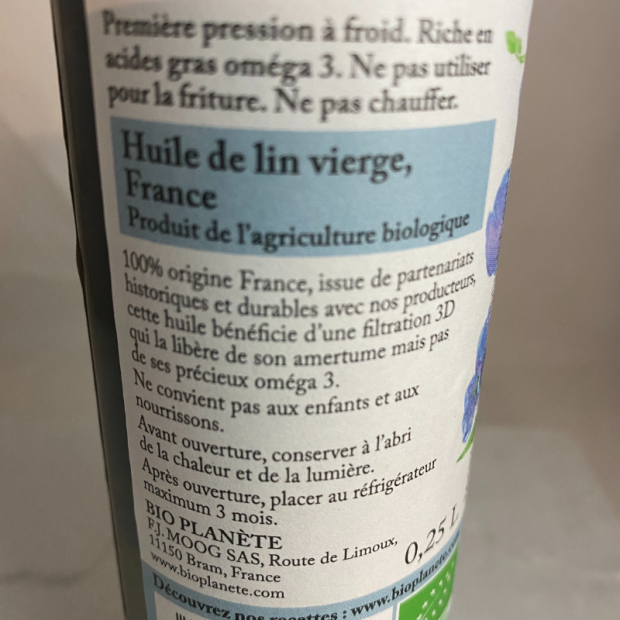 Première pression à froid. Riche en
acides gras oméga 3. Ne pas utiliser
pour la friture. Ne pas chauffer.
Huile de lin vierge,
France
Produit de l'agriculture biologique
100% origine France, issue de partenariats
historiques et durables avec nos producteurs,
cette huile bénéficie d'une filtration 3D
qui la libère de son amertume mais pas
de ses précieux oméga 3.
Ne convient pas aux enfants et aux
nourrissons.
Avant ouverture, conserver à l'abri
de la chaleur et de la lumière.
Après ouverture, placer au réfrigérateur
maximum 3 mois.
BIO PLANÈTE
F.J. MOOG SAS, Route de Limoux,
11150 Bram, France
www.bioplanete.com
0,25 L
Découvrez nos recettes : www.bioplanete.co